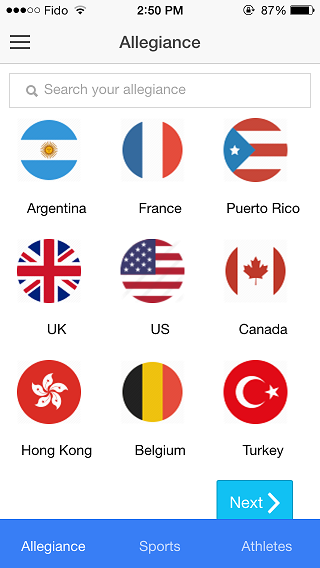 Fido 2:50 PM 87%
Allegiance
Search your allegiance
Argentina France Puerto Rico
UK US Canada
Hong Kong Belgium Turkey
Next
Allegiance Sports Athletes